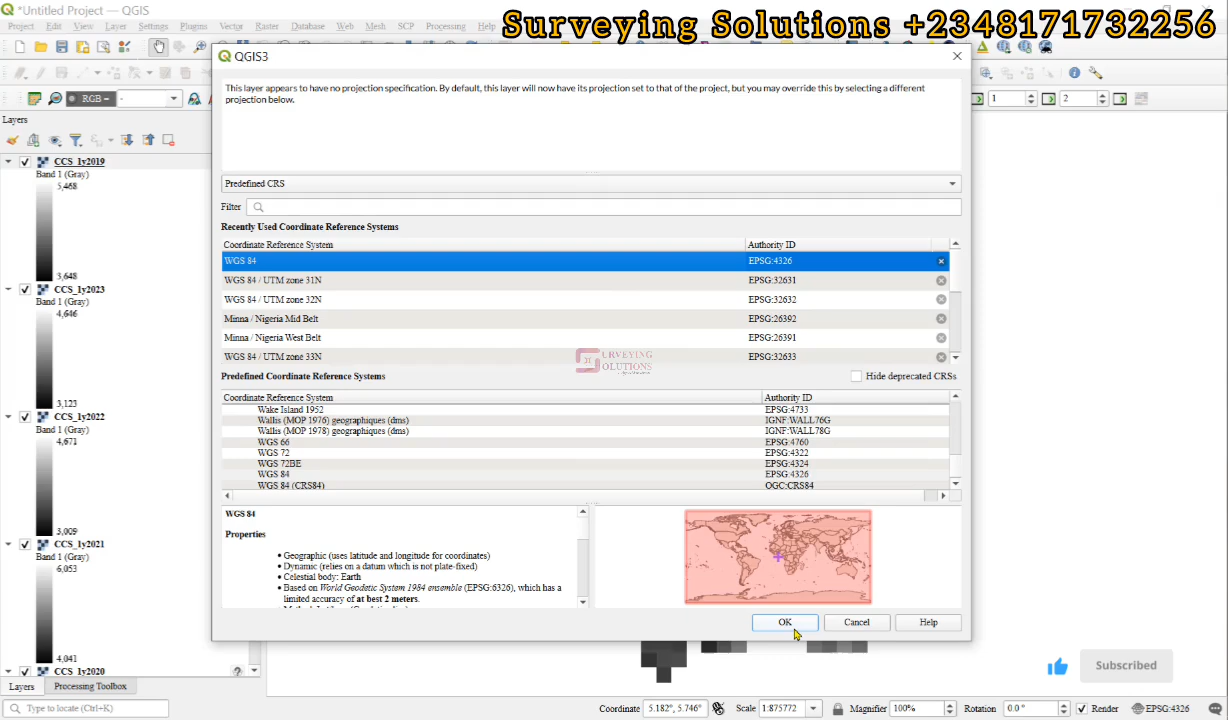 *Untitled Project — QGIS
Surveying Solutions +2348171732256
Project Edit View Layer Settings Plugins Vector Raster Database Web Mesh SCP Processing Help
QGIS3
This layer appears to have no projection specification. By default, this layer will now have its projection set to that of the project, but you may override this by selecting a different
projection below.
RGB
1
2
Layers
Predefined CRS
Filter
Recently Used Coordinate Reference Systems
Coordinate Reference System Authority ID
WGS 84 EPSG:4326
WGS 84 / UTM zone 31N EPSG:32631
WGS 84 / UTM zone 32N EPSG:32632
Minna / Nigeria Mid Belt EPSG:26392
Minna / Nigeria West Belt EPSG:26391
WGS 84 / UTM zone 33N EPSG:32633
SURVEYING
SOLUTIONS
Predefined Coordinate Reference Systems Hide deprecated CRSs
Coordinate Reference System Authority ID
Wake Island 1952 EPSG:4733
Wallis (MOP 1976) geographiques (dms) IGNF:WALL76G
Wallis (MOP 1978) geographiques (dms) IGNF:WALL78G
WGS 66 EPSG:4760
WGS 72 EPSG:4322
WGS 72BE EPSG:4324
WGS 84 EPSG:4326
WGS 84 (CRS84) OGC:CRS84
WGS 84
Properties
• Geographic (uses latitude and longitude for coordinates)
• Dynamic (relies on a datum which is not plate-fixed)
• Celestial body: Earth
• Based on World Geodetic System 1984 ensemble (EPSG:6326), which has a
limited accuracy of at best 2 meters.
OK Cancel Help
CCS_1y2019
Band 1 (Gray)
5,468
3,648
CCS_1y2023
Band 1 (Gray)
4,646
3,123
CCS_1y2022
Band 1 (Gray)
4,671
3,009
CCS_1y2021
Band 1 (Gray)
6,053
4,041
CCS_1y2020
Layers Processing Toolbox
Subscribed
Type to locate (Ctrl+K)
Coordinate 5.182°, 5.746° Scale 1:875772 Magnifier 100% Rotation 0.0° Render EPSG:4326